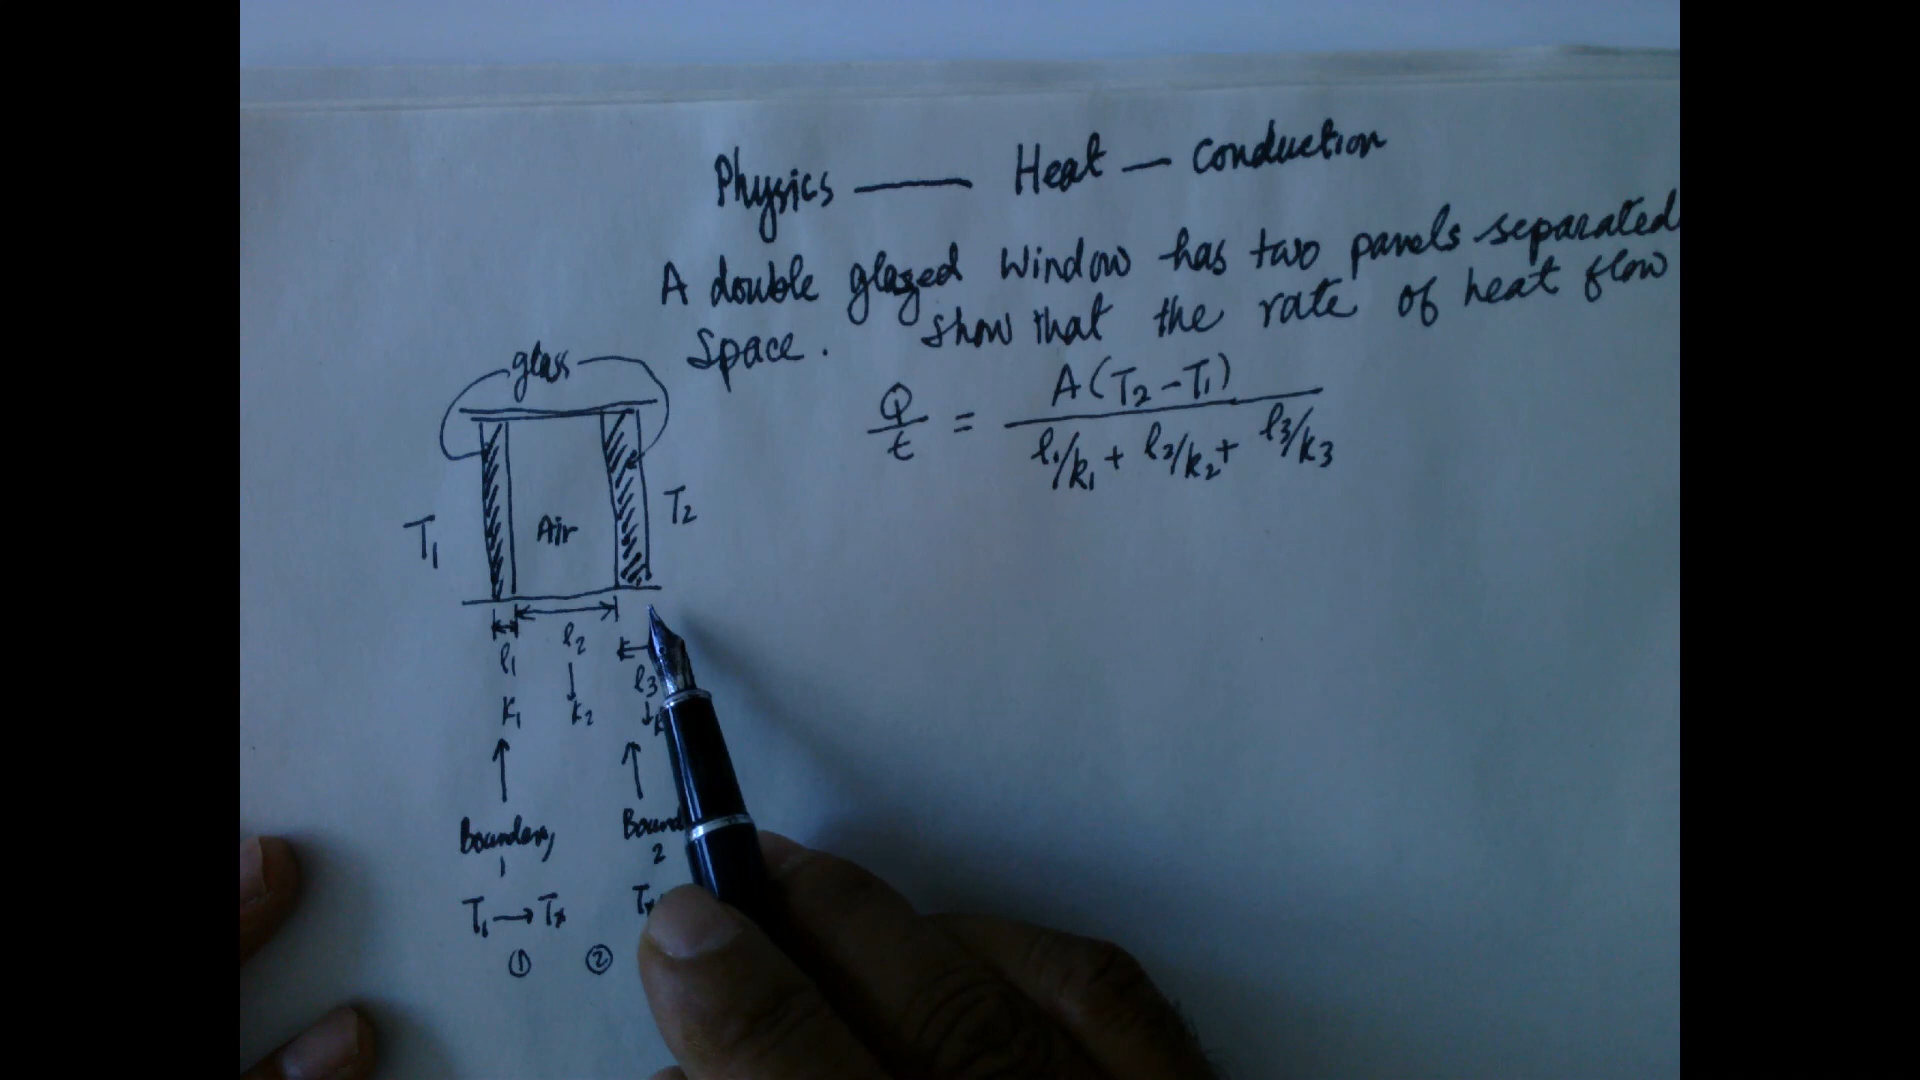 Physics — Heat — Conduction
A double glazed window has two panels separated
space. Show that the rate of heat flow
Q/t = A(T2 - T1) / (l1/k1 + l2/k2 + l3/k3)
glass
T1
Air
T2
l1 l2 l3
K1 k2
Boundary
1
2
T1 → Tx
① ②